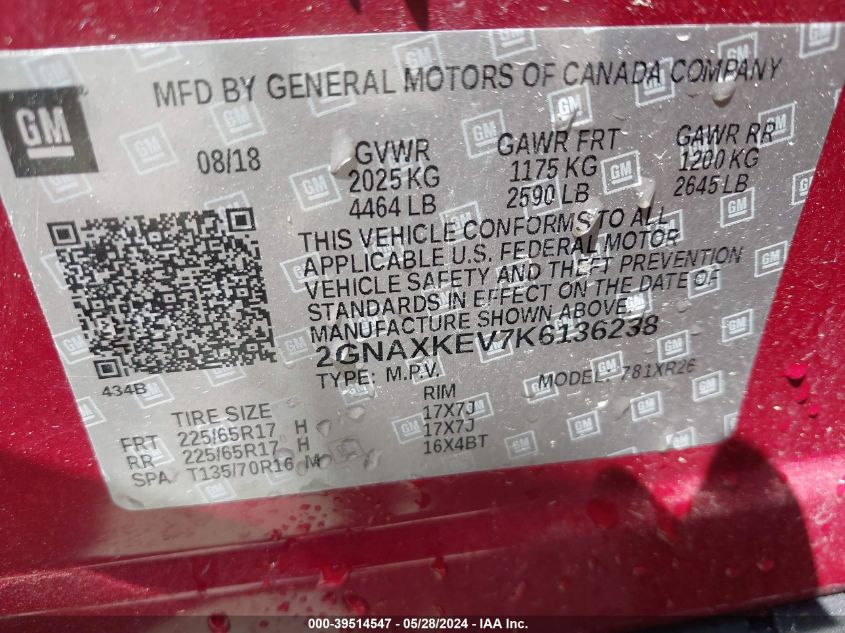 MFD BY GENERAL MOTORS OF CANADA COMPANY
GM
08/18
GVWR GAWR FRT GAWR RR
2025 KG 1175 KG 1200 KG
4464 LB 2590 LB 2645 LB
THIS VEHICLE CONFORMS TO ALL
APPLICABLE U.S. FEDERAL MOTOR
VEHICLE SAFETY AND THEFT PREVENTION
STANDARDS IN EFFECT ON THE DATE OF
MANUFACTURE SHOWN ABOVE.
2GNAXKEV7K6136238
TYPE: M.P.V. MODEL: 781XR26
434B
TIRE SIZE RIM
FRT 225/65R17 H 17X7J
RR 225/65R17 H 17X7J
SPA T135/70R16 M 16X4BT
000-39514547 - 05/28/2024 - IAA Inc.